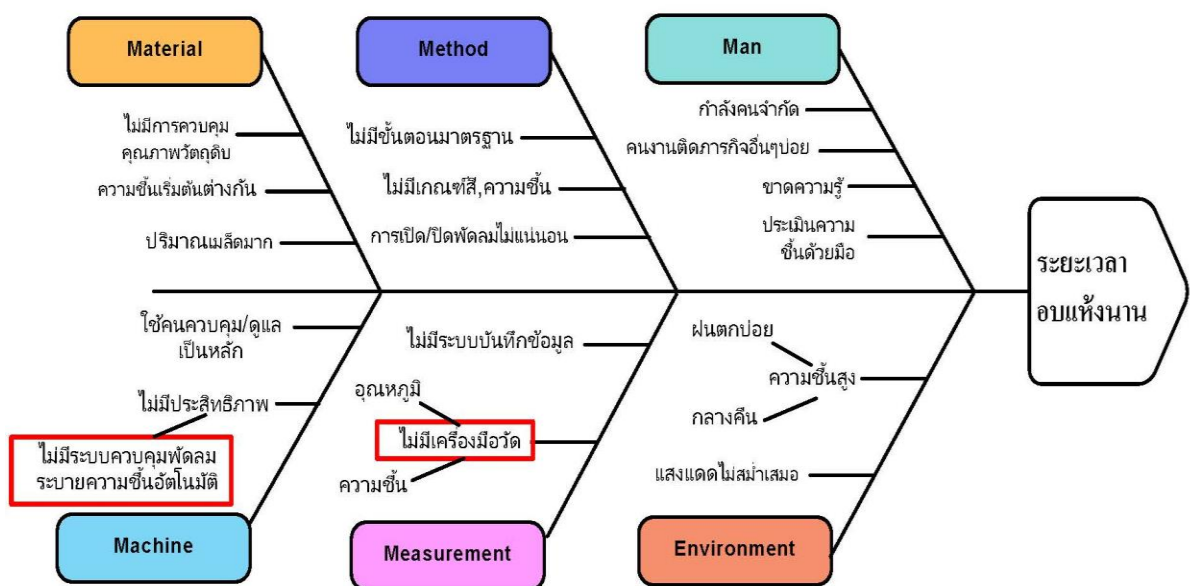 Material
Method
Man
ไม่มีการควบคุม
คุณภาพวัตถุดิบ
ความชื้นเริ่มต้นต่างกัน
ปริมาณเมล็ดมาก
ไม่มีขั้นตอนมาตรฐาน
ไม่มีเกณฑ์สี,ความชื้น
การเปิด/ปิดพัดลมไม่แน่นอน
กำลังคนจำกัด
คนงานติดภารกิจอื่นๆบ่อย
ขาดความรู้
ประเมินความ
ชื้นด้วยมือ
ระยะเวลา
อบแห้งนาน
ใช้คนควบคุม/ดูแล
เป็นหลัก
ไม่มีประสิทธิภาพ
ไม่มีระบบควบคุมพัดลม
ระบายความชื้นอัตโนมัติ
ไม่มีระบบบันทึกข้อมูล
อุณหภูมิ
ไม่มีเครื่องมือวัด
ความชื้น
ฝนตกบ่อย
ความชื้นสูง
กลางคืน
แสงแดดไม่สม่ำเสมอ
Machine
Measurement
Environment